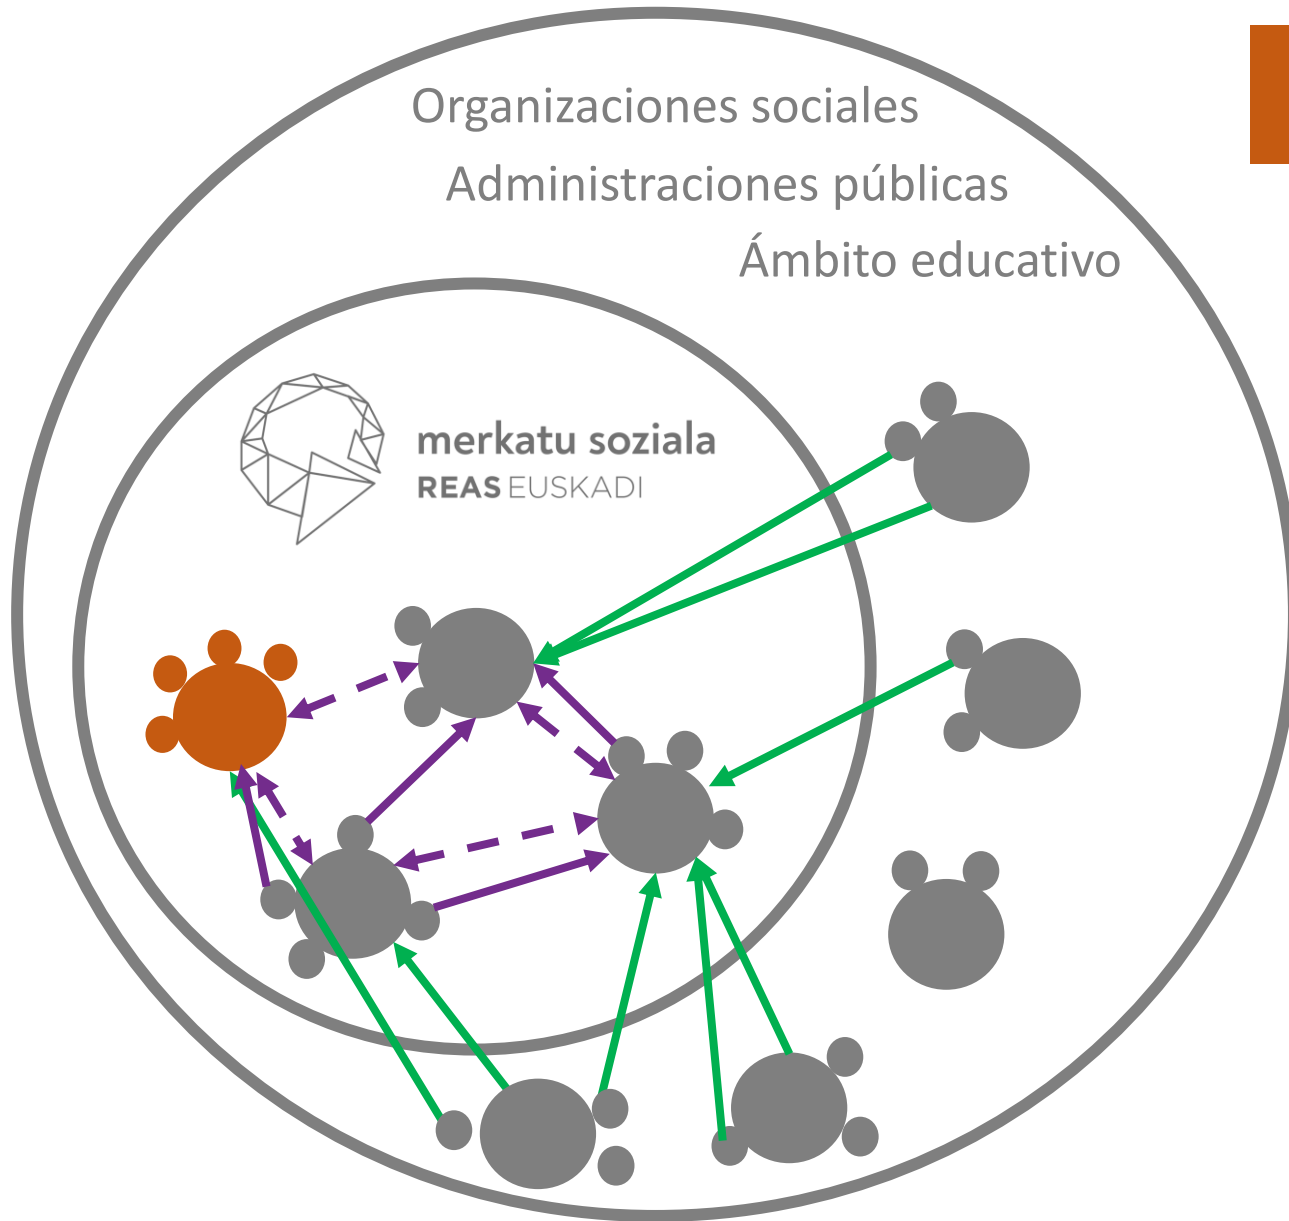 Organizaciones sociales
Administraciones públicas
Ámbito educativo
merkatu soziala
REAS EUSKADI